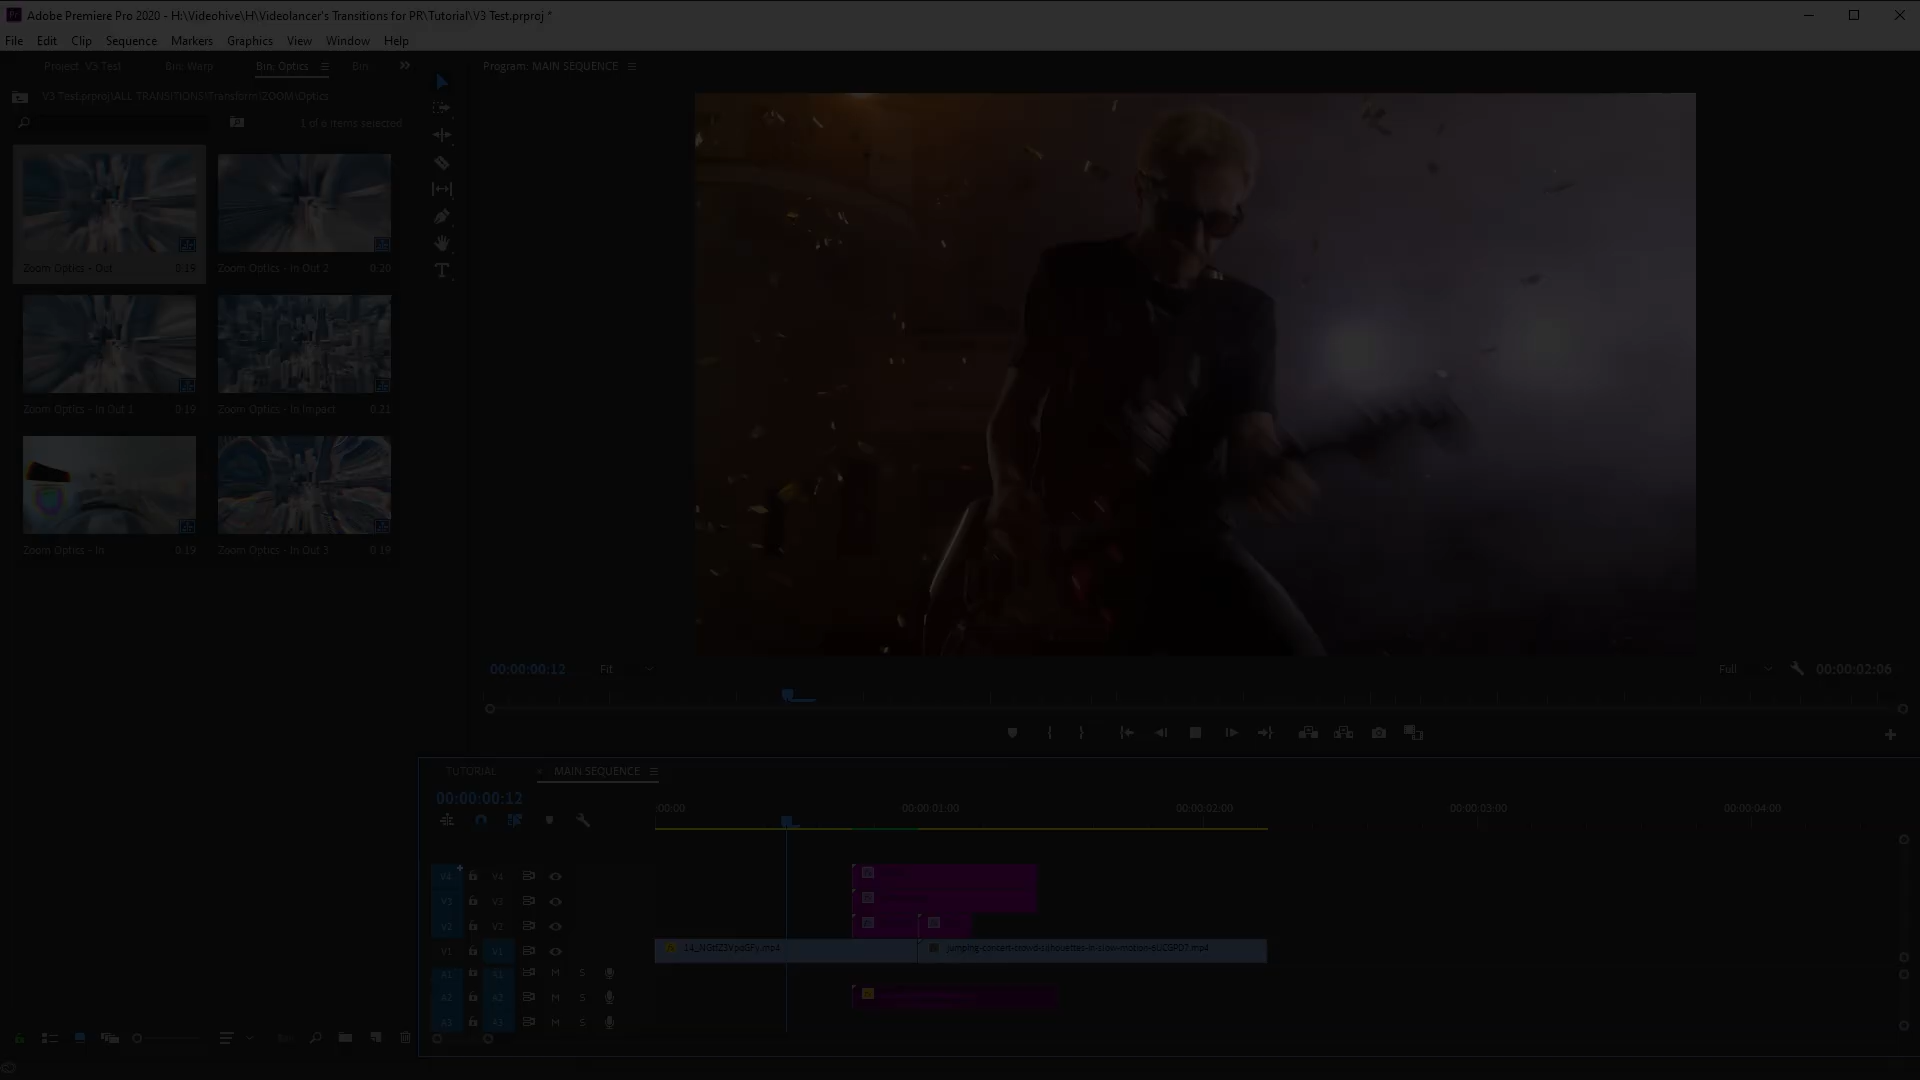 Adobe Premiere Pro 2020 - H:\Videohive\H\Videolancer's Transitions for PR\Tutorial\V3 Test.prproj *
File Edit Clip Sequence Markers Graphics View Window Help
Project: V3 Test Bin: Warp Bin: Optics Bin
Program: MAIN SEQUENCE
V3 Test.prproj\ALL TRANSITIONS\Transform\ZOOM\Optics
1 of 6 items selected
Zoom Optics - Out 0:19
Zoom Optics - In Out 2 0:20
Zoom Optics - In Out 1 0:19
Zoom Optics - In Impact 0:21
Zoom Optics - In 0:19
Zoom Optics - In Out 3 0:19
00:00:00:12 Fit Full 00:00:02:06
TUTORIAL × MAIN SEQUENCE
00:00:00:12
:00:00 00:00:01:00 00:00:02:00 00:00:03:00 00:00:04:00
V4 V4
V3 V3
V2 V2
V1 V1
jumping-concert-crowd-silhouettes-in-slow-motion-sUCGPD7.mp4
A1 A1 M S
A2 A2 M S
A3 A3 M S